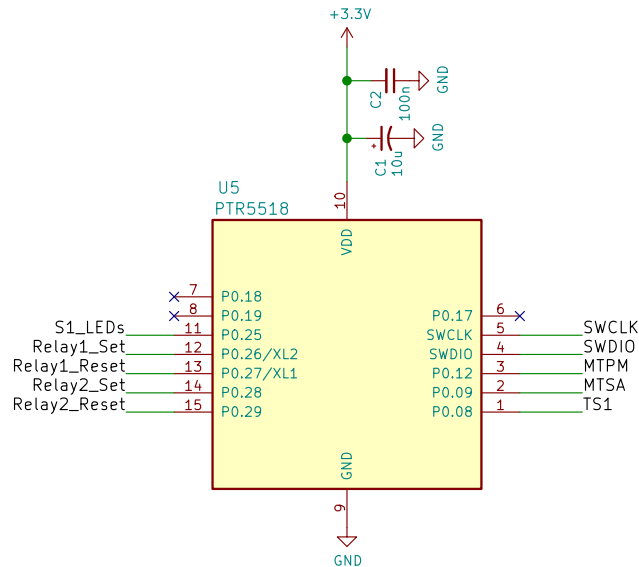 +3.3V
C2
100n
GND
C1
10u
GND
U5
PTR5518
10
VDD
7
P0.18
8
P0.19
S1_LEDs
11
P0.25
Relay1_Set
12
P0.26/XL2
Relay1_Reset
13
P0.27/XL1
Relay2_Set
14
P0.28
Relay2_Reset
15
P0.29
P0.17
6
SWCLK
5
SWCLK
SWDIO
4
SWDIO
P0.12
3
MTPM
P0.09
2
MTSA
P0.08
1
TS1
GND
9
GND